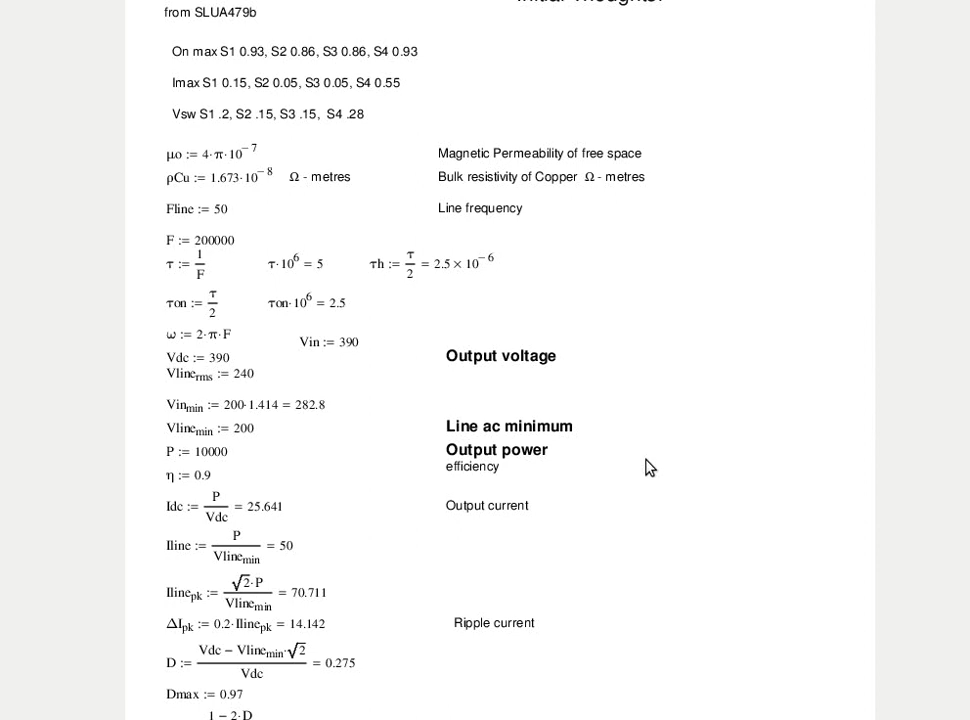 Initial Thoughts.
from SLUA479b
On max S1 0.93, S2 0.86, S3 0.86, S4 0.93
Imax S1 0.15, S2 0.05, S3 0.05, S4 0.55
Vsw S1 .2, S2 .15, S3 .15, S4 .28
μo := 4·π·10^-7 Magnetic Permeability of free space
ρCu := 1.673·10^-8 Ω - metres Bulk resistivity of Copper Ω - metres
Fline := 50 Line frequency
F := 200000
τ := 1/F τ·10^6 = 5 τh := τ/2 = 2.5 × 10^-6
τon := τ/2 τon·10^6 = 2.5
ω := 2·π·F
Vin := 390
Vdc := 390 Output voltage
Vline_rms := 240
Vin_min := 200·1.414 = 282.8
Vline_min := 200 Line ac minimum
P := 10000 Output power
η := 0.9 efficiency
Idc := P/Vdc = 25.641 Output current
Iline := P/Vline_min = 50
Iline_pk := √2·P/Vline_min = 70.711
ΔI_pk := 0.2·Iline_pk = 14.142 Ripple current
D := (Vdc − Vline_min·√2)/Vdc = 0.275
Dmax := 0.97
1 − 2·D